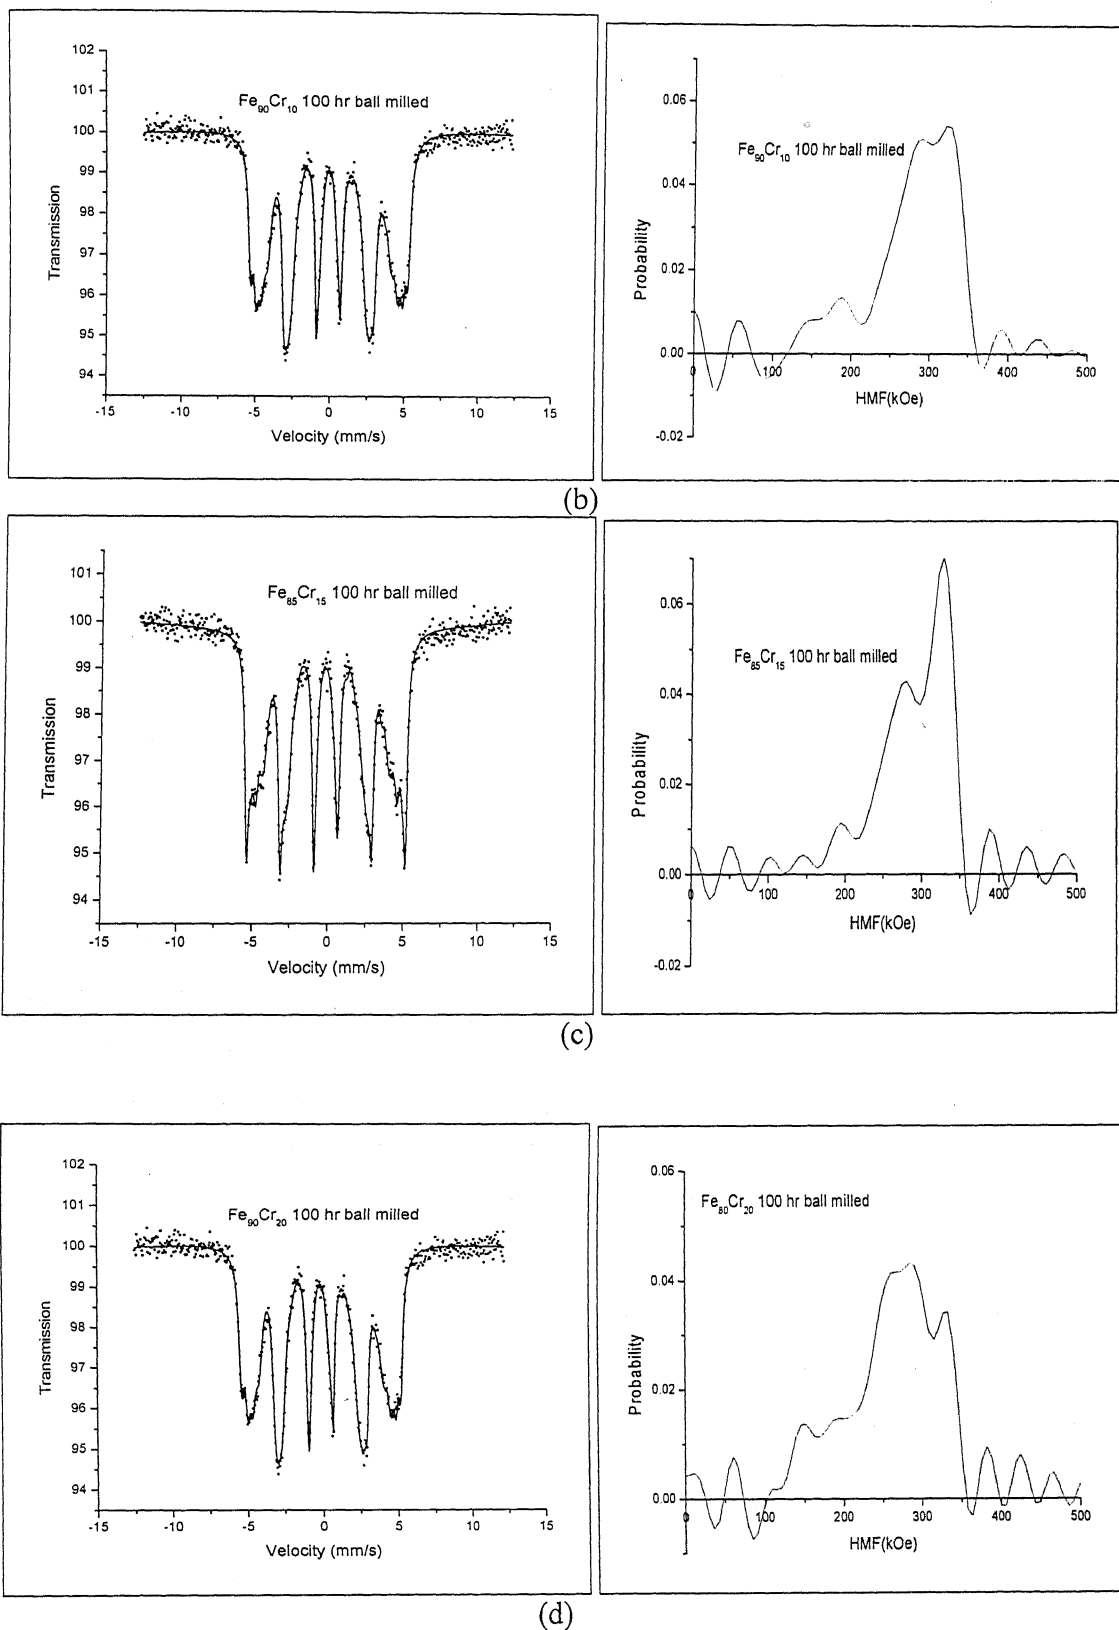 102
101
100
99
98
97
96
95
94
Transmission
Fe90Cr10 100 hr ball milled
-15 -10 -5 0 5 10 15
Velocity (mm/s)
0.06
0.04
0.02
0.00
-0.02
Probability
Fe90Cr10 100 hr ball milled
0 100 200 300 400 500
HMF(kOe)
(b)
101
100
99
98
97
96
95
94
Transmission
Fe85Cr15 100 hr ball milled
-15 -10 -5 0 5 10 15
Velocity (mm/s)
0.06
0.04
0.02
0.00
-0.02
Probability
Fe85Cr15 100 hr ball milled
0 100 200 300 400 500
HMF(kOe)
(c)
102
101
100
99
98
97
96
95
94
Transmission
Fe90Cr20 100 hr ball milled
-15 -10 -5 0 5 10 15
Velocity (mm/s)
0.06
0.04
0.02
0.00
Probability
Fe80Cr20 100 hr ball milled
0 100 200 300 400 500
HMF(kOe)
(d)